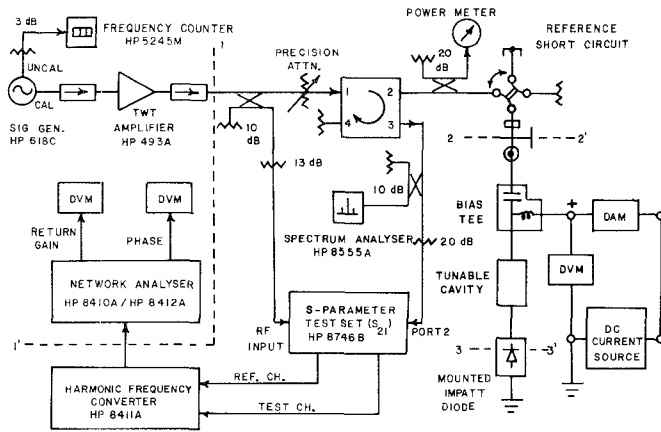 3 dB
FREQUENCY COUNTER
HP 5245M
UNCAL
CAL
SIG GEN.
HP 618C
TWT
AMPLIFIER
HP 493A
1
PRECISION
ATTN.
10
dB
13 dB
1
2
3
4
POWER METER
20
dB
REFERENCE
SHORT CIRCUIT
2
2'
10 dB
SPECTRUM ANALYSER
HP 8555A
20 dB
DVM
DVM
RETURN
GAIN
PHASE
NETWORK ANALYSER
HP 8410A / HP 8412A
1'
S-PARAMETER
TEST SET (S21)
HP 8746B
RF
INPUT
PORT 2
REF. CH.
TEST CH.
HARMONIC FREQUENCY
CONVERTER
HP 8411A
BIAS
TEE
+
DAM
DVM
TUNABLE
CAVITY
DC
CURRENT
SOURCE
3
3'
MOUNTED
IMPATT
DIODE